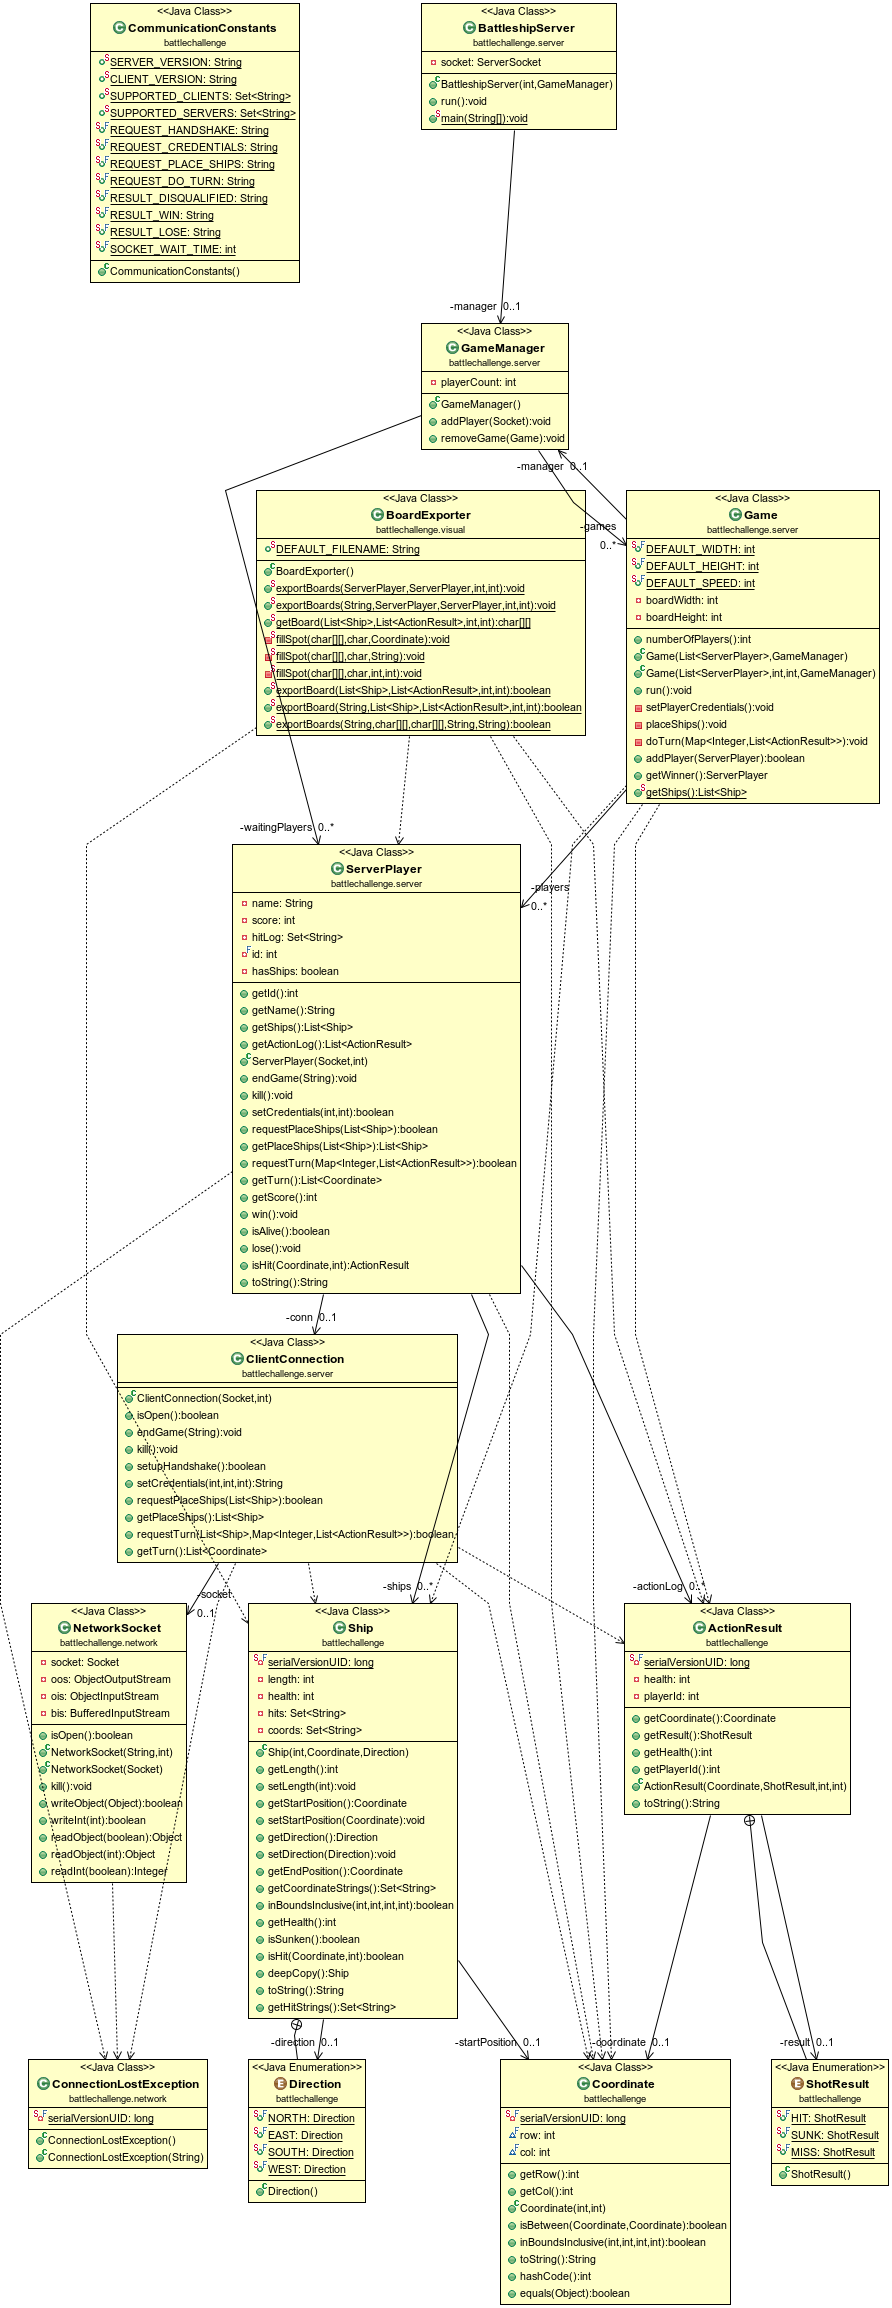 <<Java Class>>
CommunicationConstants
battlechallenge
SERVER_VERSION: String
CLIENT_VERSION: String
SUPPORTED_CLIENTS: Set<String>
SUPPORTED_SERVERS: Set<String>
REQUEST_HANDSHAKE: String
REQUEST_CREDENTIALS: String
REQUEST_PLACE_SHIPS: String
REQUEST_DO_TURN: String
RESULT_DISQUALIFIED: String
RESULT_WIN: String
RESULT_LOSE: String
SOCKET_WAIT_TIME: int
CommunicationConstants()
<<Java Class>>
BattleshipServer
battlechallenge.server
socket: ServerSocket
BattleshipServer(int,GameManager)
run():void
main(String[]):void
-manager 0..1
<<Java Class>>
GameManager
battlechallenge.server
playerCount: int
GameManager()
addPlayer(Socket):void
removeGame(Game):void
-manager 0..1
-games
0..*
<<Java Class>>
BoardExporter
battlechallenge.visual
DEFAULT_FILENAME: String
BoardExporter()
exportBoards(ServerPlayer,ServerPlayer,int,int):void
exportBoards(String,ServerPlayer,ServerPlayer,int,int):void
getBoard(List<Ship>,List<ActionResult>,int,int):char[][]
fillSpot(char[][],char,Coordinate):void
fillSpot(char[][],char,String):void
fillSpot(char[][],char,int,int):void
exportBoard(List<Ship>,List<ActionResult>,int,int):boolean
exportBoard(String,List<Ship>,List<ActionResult>,int,int):boolean
exportBoards(String,char[][],char[][],String,String):boolean
<<Java Class>>
Game
battlechallenge.server
DEFAULT_WIDTH: int
DEFAULT_HEIGHT: int
DEFAULT_SPEED: int
boardWidth: int
boardHeight: int
numberOfPlayers():int
Game(List<ServerPlayer>,GameManager)
Game(List<ServerPlayer>,int,int,GameManager)
run():void
setPlayerCredentials():void
placeShips():void
doTurn(Map<Integer,List<ActionResult>>):void
addPlayer(ServerPlayer):boolean
getWinner():ServerPlayer
getShips():List<Ship>
-waitingPlayers 0..*
-players
0..*
<<Java Class>>
ServerPlayer
battlechallenge.server
name: String
score: int
hitLog: Set<String>
id: int
hasShips: boolean
getId():int
getName():String
getShips():List<Ship>
getActionLog():List<ActionResult>
ServerPlayer(Socket,int)
endGame(String):void
kill():void
setCredentials(int,int):boolean
requestPlaceShips(List<Ship>):boolean
getPlaceShips(List<Ship>):List<Ship>
requestTurn(Map<Integer,List<ActionResult>>):boolean
getTurn():List<Coordinate>
getScore():int
win():void
isAlive():boolean
lose():void
isHit(Coordinate,int):ActionResult
toString():String
-conn 0..1
<<Java Class>>
ClientConnection
battlechallenge.server
ClientConnection(Socket,int)
isOpen():boolean
endGame(String):void
kill():void
setupHandshake():boolean
setCredentials(int,int,int):String
requestPlaceShips(List<Ship>):boolean
getPlaceShips():List<Ship>
requestTurn(List<Ship>,Map<Integer,List<ActionResult>>):boolean
getTurn():List<Coordinate>
-socket
0..1
-ships 0..*
-actionLog 0..*
<<Java Class>>
NetworkSocket
battlechallenge.network
socket: Socket
oos: ObjectOutputStream
ois: ObjectInputStream
bis: BufferedInputStream
isOpen():boolean
NetworkSocket(String,int)
NetworkSocket(Socket)
kill():void
writeObject(Object):boolean
writeInt(int):boolean
readObject(boolean):Object
readObject(int):Object
readInt(boolean):Integer
<<Java Class>>
Ship
battlechallenge
serialVersionUID: long
length: int
health: int
hits: Set<String>
coords: Set<String>
Ship(int,Coordinate,Direction)
getLength():int
setLength(int):void
getStartPosition():Coordinate
setStartPosition(Coordinate):void
getDirection():Direction
setDirection(Direction):void
getEndPosition():Coordinate
getCoordinateStrings():Set<String>
inBoundsInclusive(int,int,int,int):boolean
getHealth():int
isSunken():boolean
isHit(Coordinate,int):boolean
deepCopy():Ship
toString():String
getHitStrings():Set<String>
<<Java Class>>
ActionResult
battlechallenge
serialVersionUID: long
health: int
playerId: int
getCoordinate():Coordinate
getResult():ShotResult
getHealth():int
getPlayerId():int
ActionResult(Coordinate,ShotResult,int,int)
toString():String
-direction 0..1
-startPosition 0..1
-coordinate 0..1
-result 0..1
<<Java Class>>
ConnectionLostException
battlechallenge.network
serialVersionUID: long
ConnectionLostException()
ConnectionLostException(String)
<<Java Enumeration>>
Direction
battlechallenge
NORTH: Direction
EAST: Direction
SOUTH: Direction
WEST: Direction
Direction()
<<Java Class>>
Coordinate
battlechallenge
serialVersionUID: long
row: int
col: int
getRow():int
getCol():int
Coordinate(int,int)
isBetween(Coordinate,Coordinate):boolean
inBoundsInclusive(int,int,int,int):boolean
toString():String
hashCode():int
equals(Object):boolean
<<Java Enumeration>>
ShotResult
battlechallenge
HIT: ShotResult
SUNK: ShotResult
MISS: ShotResult
ShotResult()